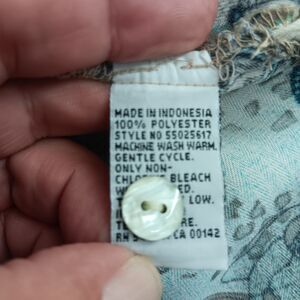 MADE IN INDONESIA
100% POLYESTER
STYLE NO 55025617
MACHINE WASH WARM.
GENTLE CYCLE.
ONLY NON-
BLEACH
LOW.
CA 00142